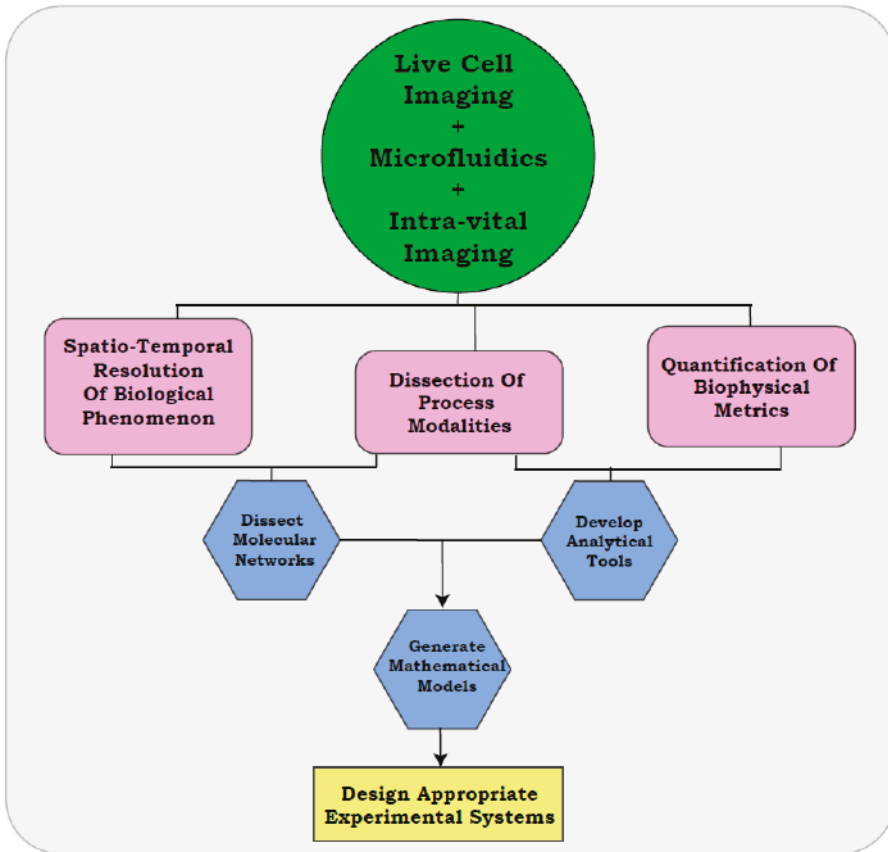 Live Cell
Imaging
+
Microfluidics
+
Intra-vital
Imaging
Spatio-Temporal
Resolution
Of Biological
Phenomenon
Dissection Of
Process
Modalities
Quantification Of
Biophysical
Metrics
Dissect
Molecular
Networks
Develop
Analytical
Tools
Generate
Mathematical
Models
Design Appropriate
Experimental Systems